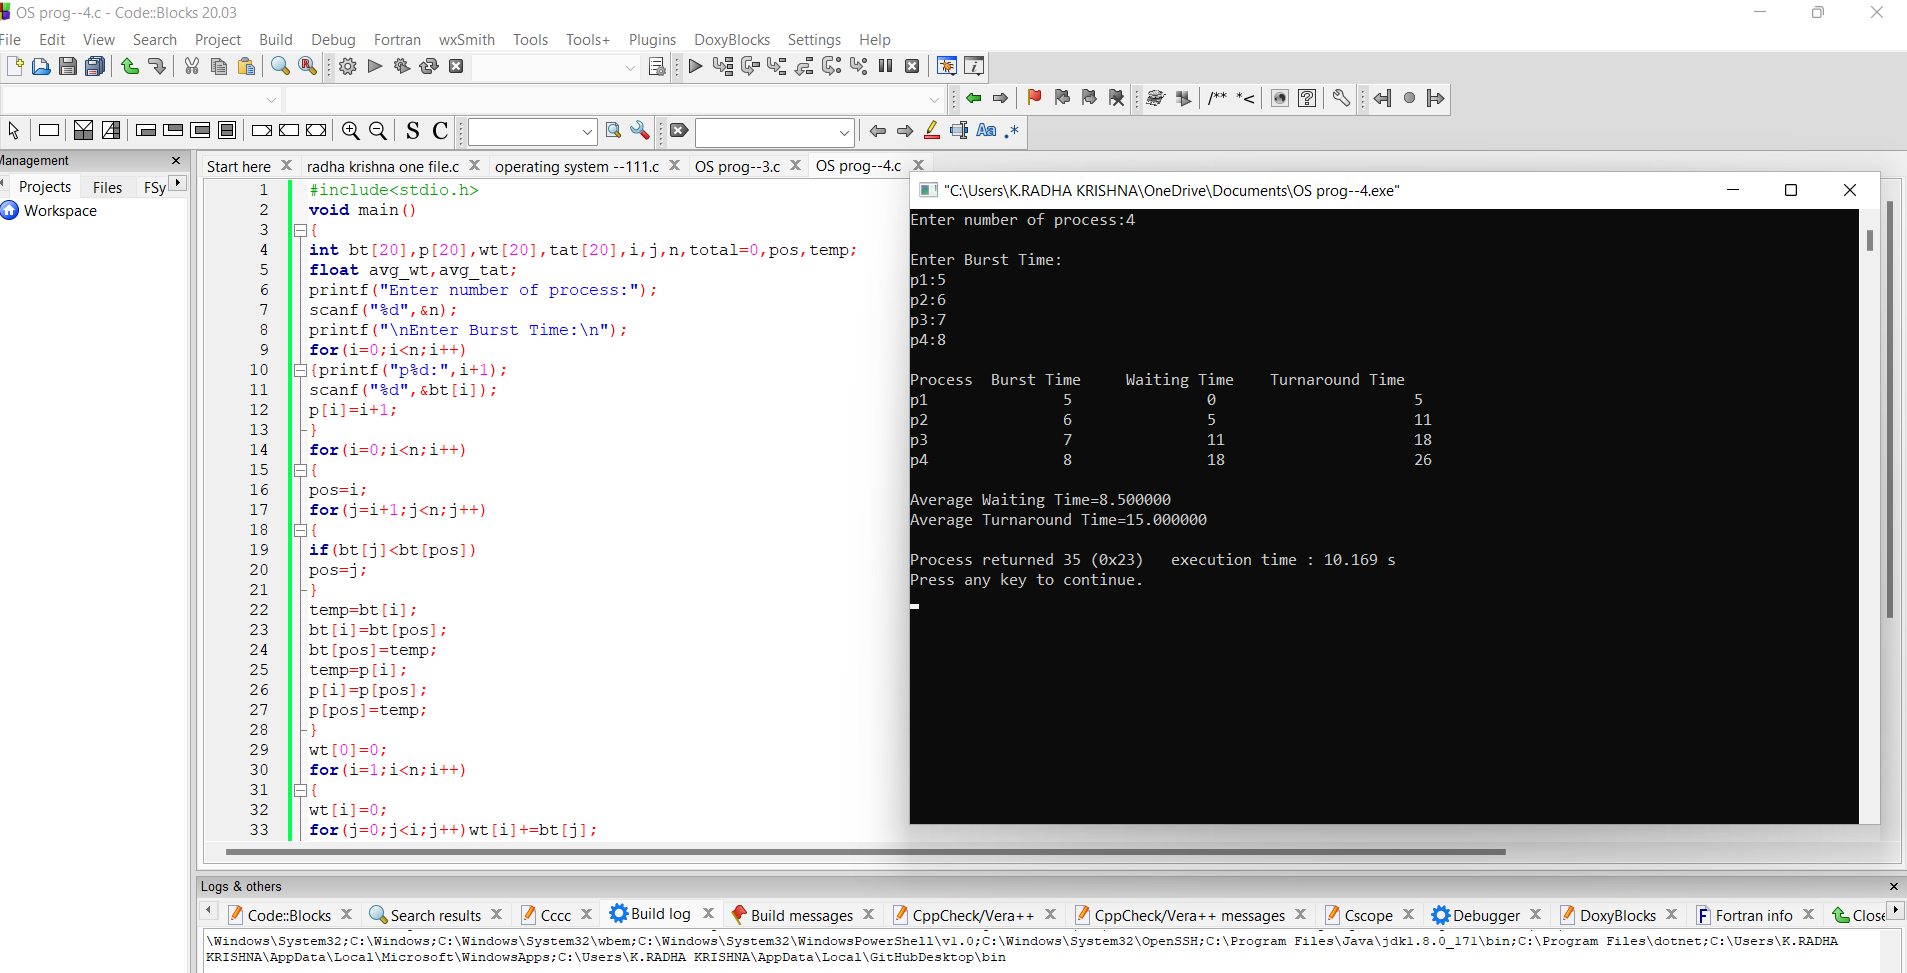 OS prog--4.c - Code::Blocks 20.03
File Edit View Search Project Build Debug Fortran wxSmith Tools Tools+ Plugins DoxyBlocks Settings Help
/** *<
S C
Aa .*
Management
Projects Files FSy
Workspace
Start here radha krishna one file.c operating system --111.c OS prog--3.c OS prog--4.c
1 #include<stdio.h>
2 void main()
3 {
4 int bt[20],p[20],wt[20],tat[20],i,j,n,total=0,pos,temp;
5 float avg_wt,avg_tat;
6 printf("Enter number of process:");
7 scanf("%d",&n);
8 printf("\nEnter Burst Time:\n");
9 for(i=0;i<n;i++)
10 {printf("p%d:",i+1);
11 scanf("%d",&bt[i]);
12 p[i]=i+1;
13 }
14 for(i=0;i<n;i++)
15 {
16 pos=i;
17 for(j=i+1;j<n;j++)
18 {
19 if(bt[j]<bt[pos])
20 pos=j;
21 }
22 temp=bt[i];
23 bt[i]=bt[pos];
24 bt[pos]=temp;
25 temp=p[i];
26 p[i]=p[pos];
27 p[pos]=temp;
28 }
29 wt[0]=0;
30 for(i=1;i<n;i++)
31 {
32 wt[i]=0;
33 for(j=0;j<i;j++)wt[i]+=bt[j];
"C:\Users\K.RADHA KRISHNA\OneDrive\Documents\OS prog--4.exe"
Enter number of process:4
Enter Burst Time:
p1:5
p2:6
p3:7
p4:8
Process Burst Time Waiting Time Turnaround Time
p1 5 0 5
p2 6 5 11
p3 7 11 18
p4 8 18 26
Average Waiting Time=8.500000
Average Turnaround Time=15.000000
Process returned 35 (0x23) execution time : 10.169 s
Press any key to continue.
Logs & others
Code::Blocks Search results Cccc Build log Build messages CppCheck/Vera++ CppCheck/Vera++ messages Cscope Debugger DoxyBlocks Fortran info Close
\Windows\System32;C:\Windows;C:\Windows\System32\wbem;C:\Windows\System32\WindowsPowerShell\v1.0;C:\Windows\System32\OpenSSH;C:\Program Files\Java\jdk1.8.0_171\bin;C:\Program Files\dotnet;C:\Users\K.RADHA
KRISHNA\AppData\Local\Microsoft\WindowsApps;C:\Users\K.RADHA KRISHNA\AppData\Local\GitHubDesktop\bin